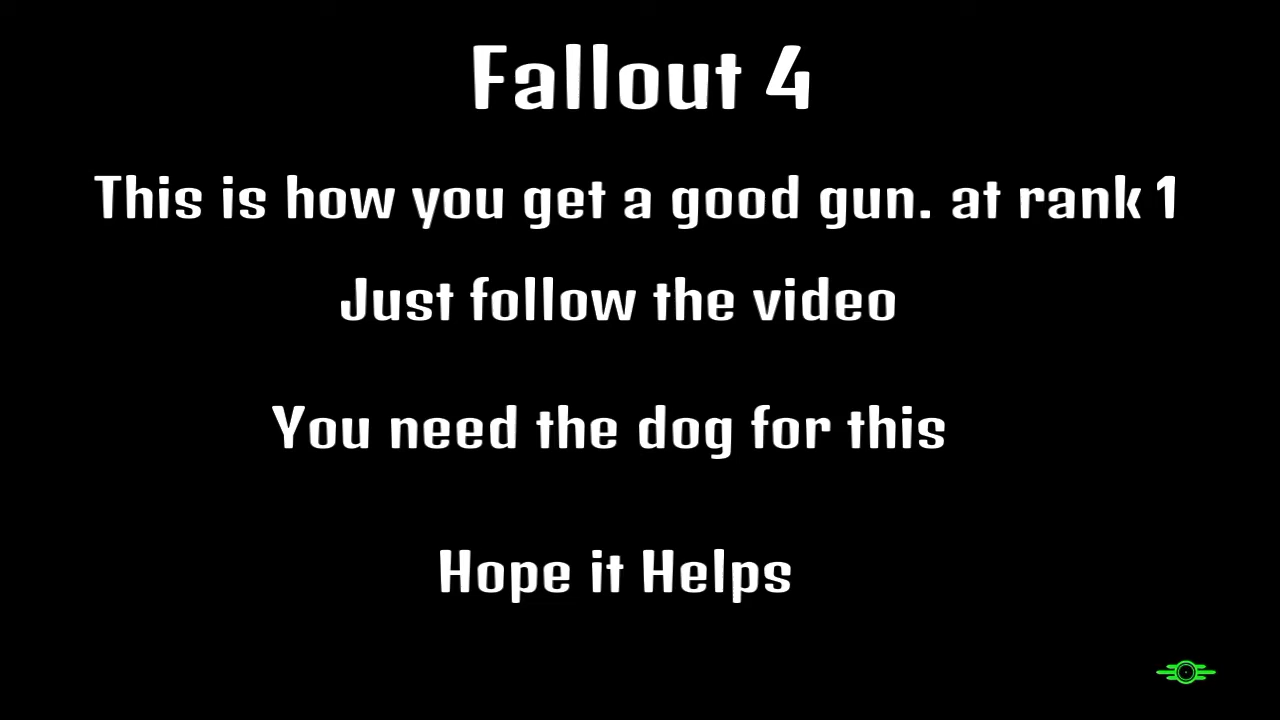 Fallout 4
This is how you get a good gun. at rank 1
Just follow the video
You need the dog for this
Hope it Helps